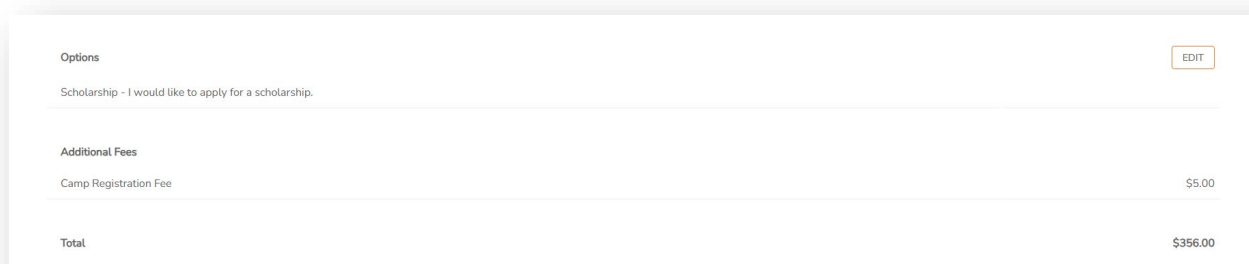 Options
EDIT
Scholarship - I would like to apply for a scholarship.
Additional Fees
Camp Registration Fee $5.00
Total $356.00